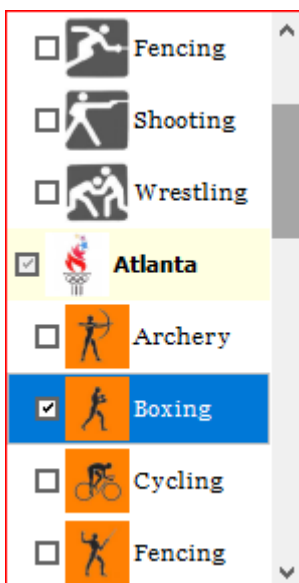 Fencing
Shooting
Wrestling
Atlanta
Archery
Boxing
Cycling
Fencing